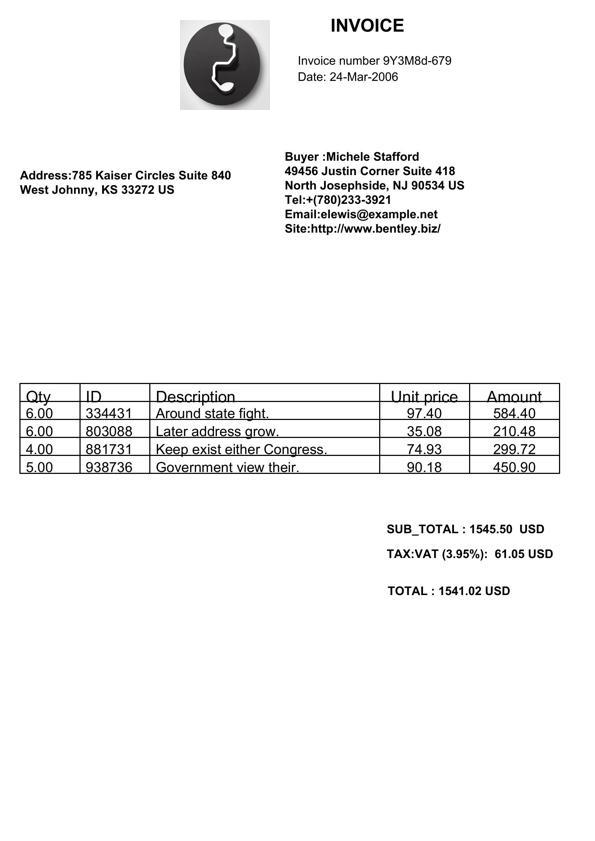 INVOICE
Invoice number 9Y3M8d-679
Date: 24-Mar-2006
Address:785 Kaiser Circles Suite 840
West Johnny, KS 33272 US
Buyer :Michele Stafford
49456 Justin Corner Suite 418
North Josephside, NJ 90534 US
Tel:+(780)233-3921
Email:elewis@example.net
Site:http://www.bentley.biz/
Qty ID Description Unit price Amount
6.00 334431 Around state fight. 97.40 584.40
6.00 803088 Later address grow. 35.08 210.48
4.00 881731 Keep exist either Congress. 74.93 299.72
5.00 938736 Government view their. 90.18 450.90
SUB_TOTAL : 1545.50 USD
TAX:VAT (3.95%): 61.05 USD
TOTAL : 1541.02 USD